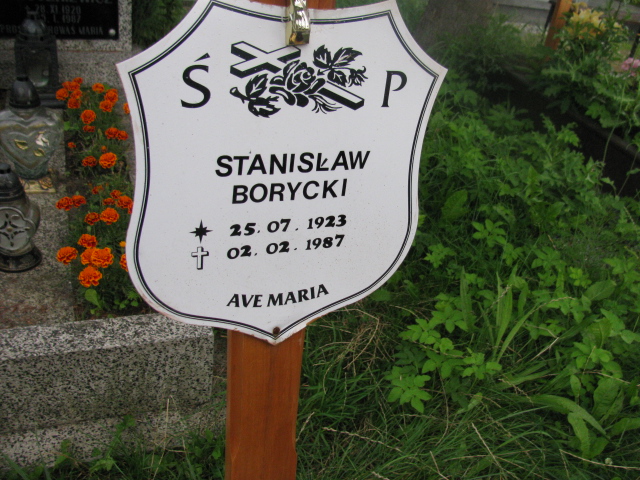 Ś P
STANISŁAW
BORYCKI
25.07.1923
02.02.1987
AVE MARIA